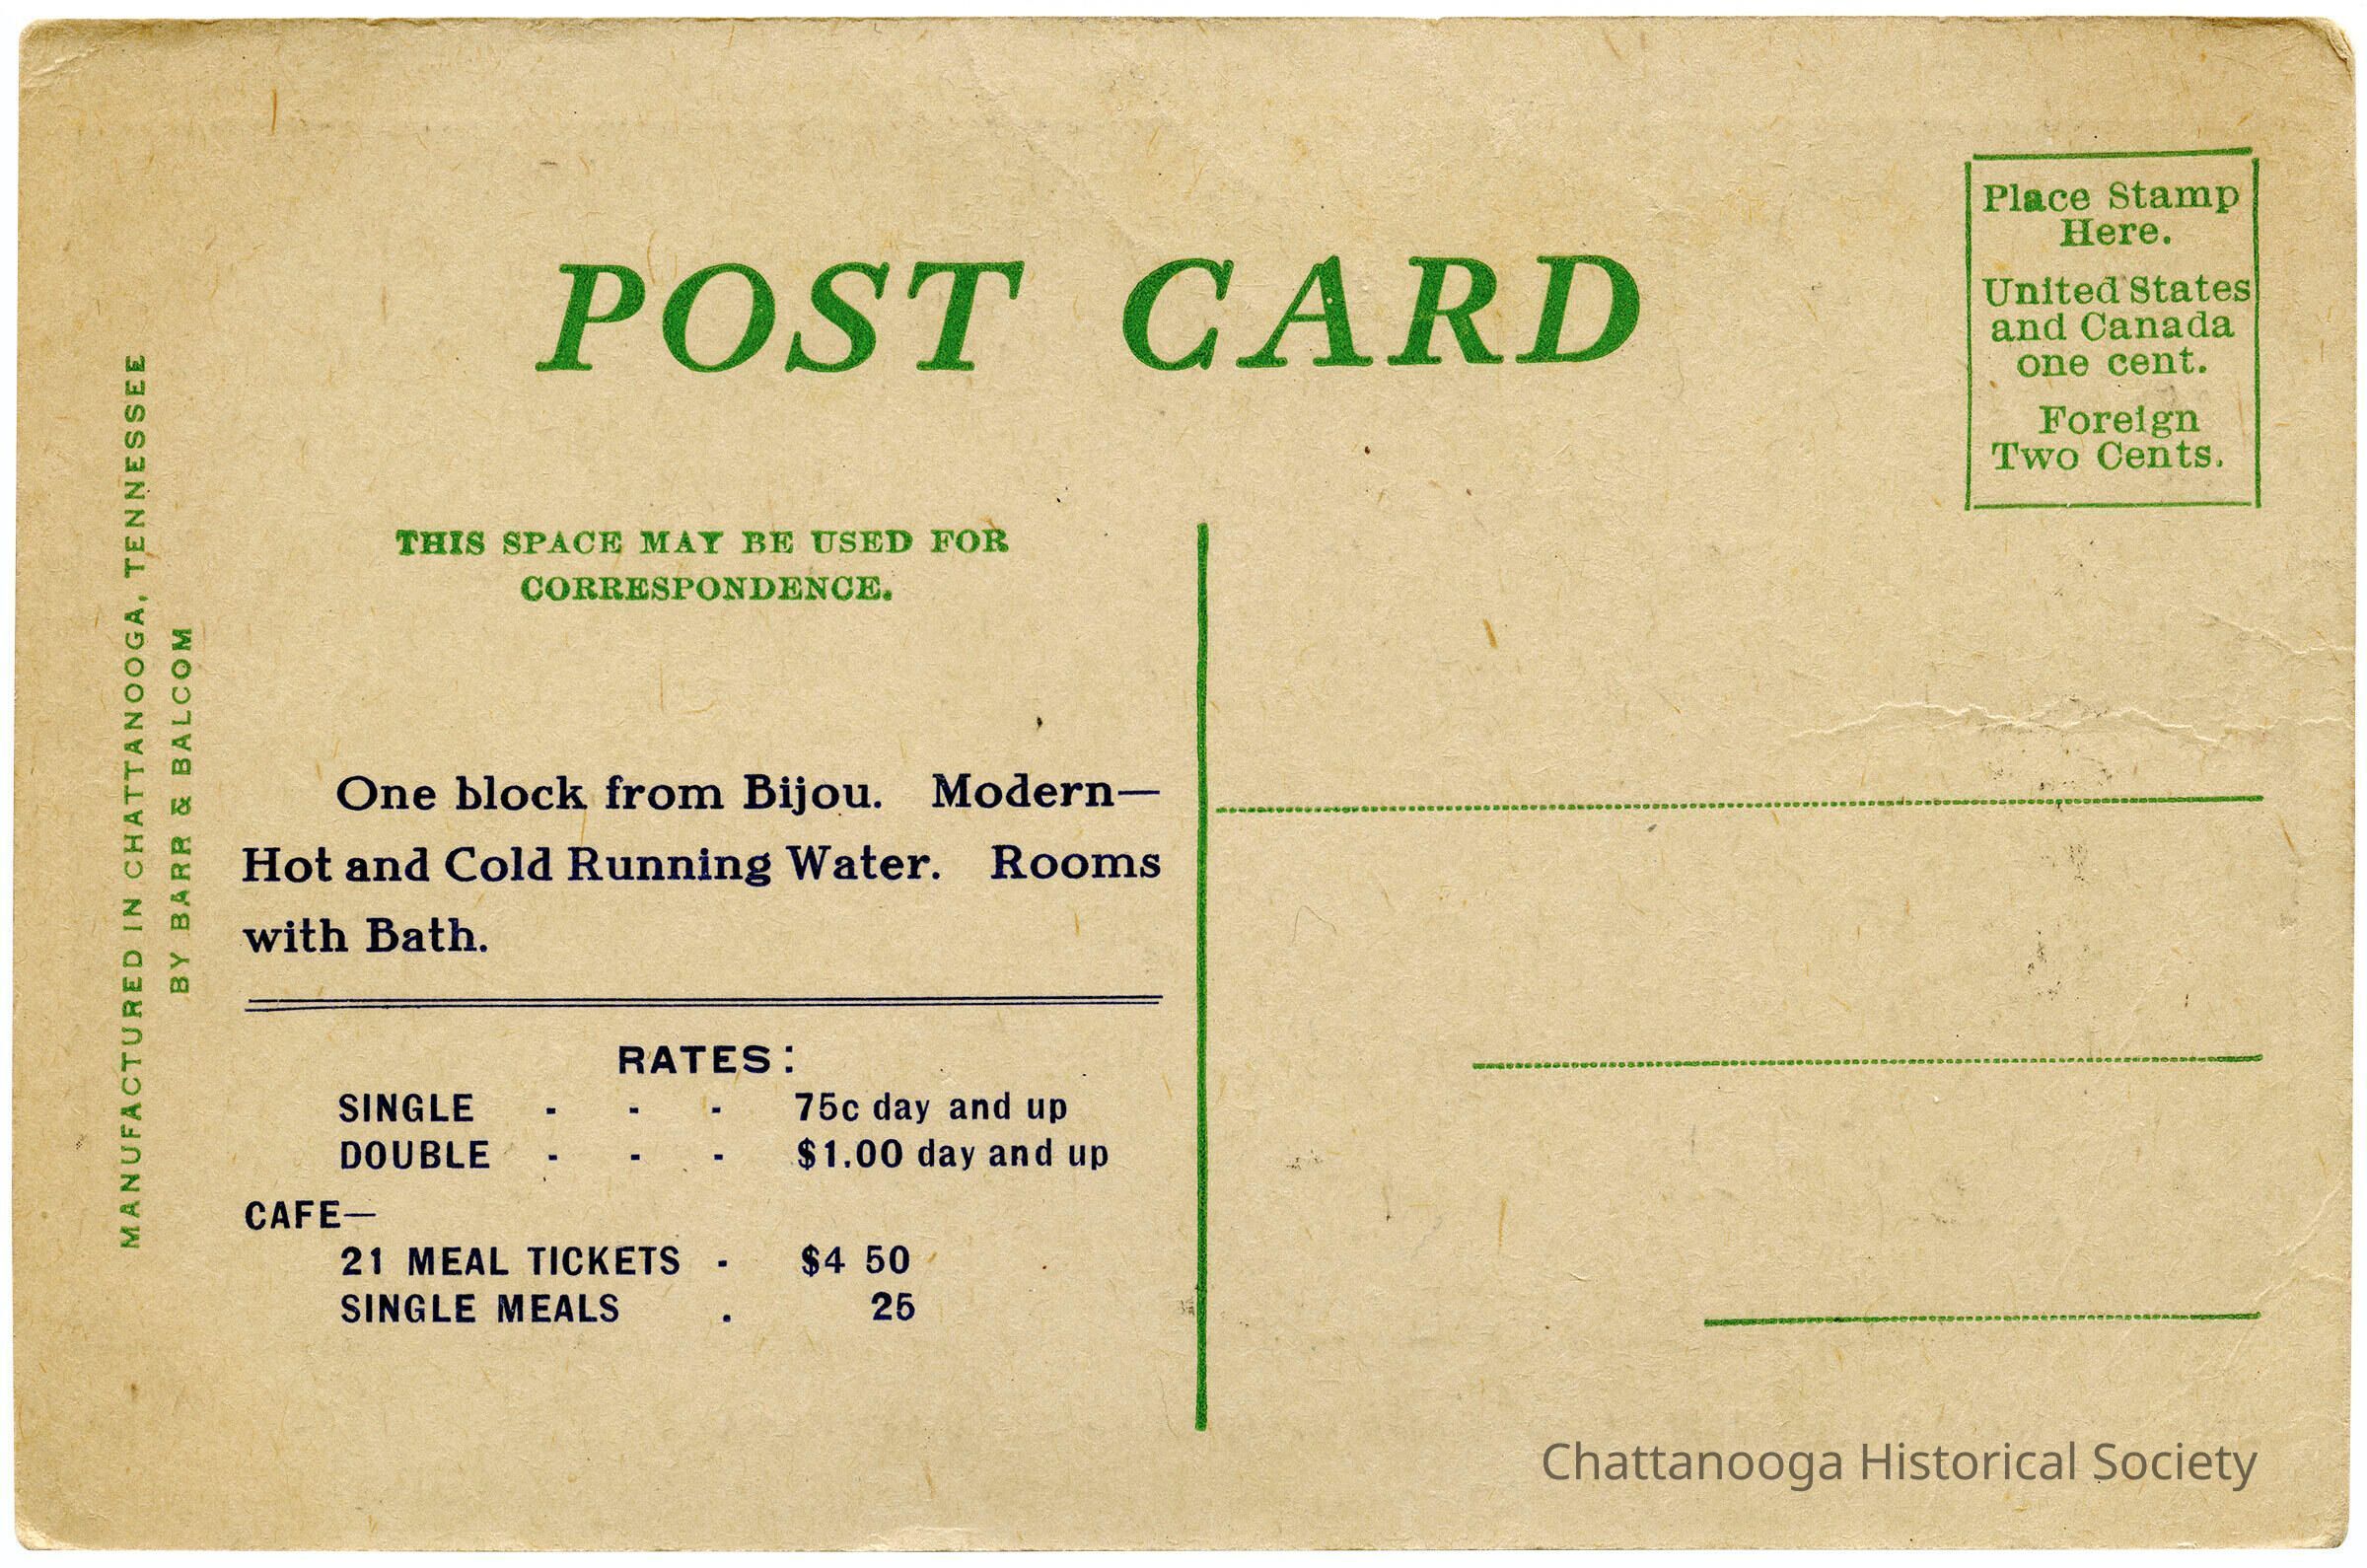 POST CARD
Place Stamp
Here.
United States
and Canada
one cent.
Foreign
Two Cents.
THIS SPACE MAY BE USED FOR
CORRESPONDENCE.
MANUFACTURED IN CHATTANOOGA, TENNESSEE
BY BARR & BALCOM
One block from Bijou. Modern—
Hot and Cold Running Water. Rooms
with Bath.
RATES:
SINGLE - - - 75c day and up
DOUBLE - - - $1.00 day and up
CAFE—
21 MEAL TICKETS - $4 50
SINGLE MEALS . 25
Chattanooga Historical Society